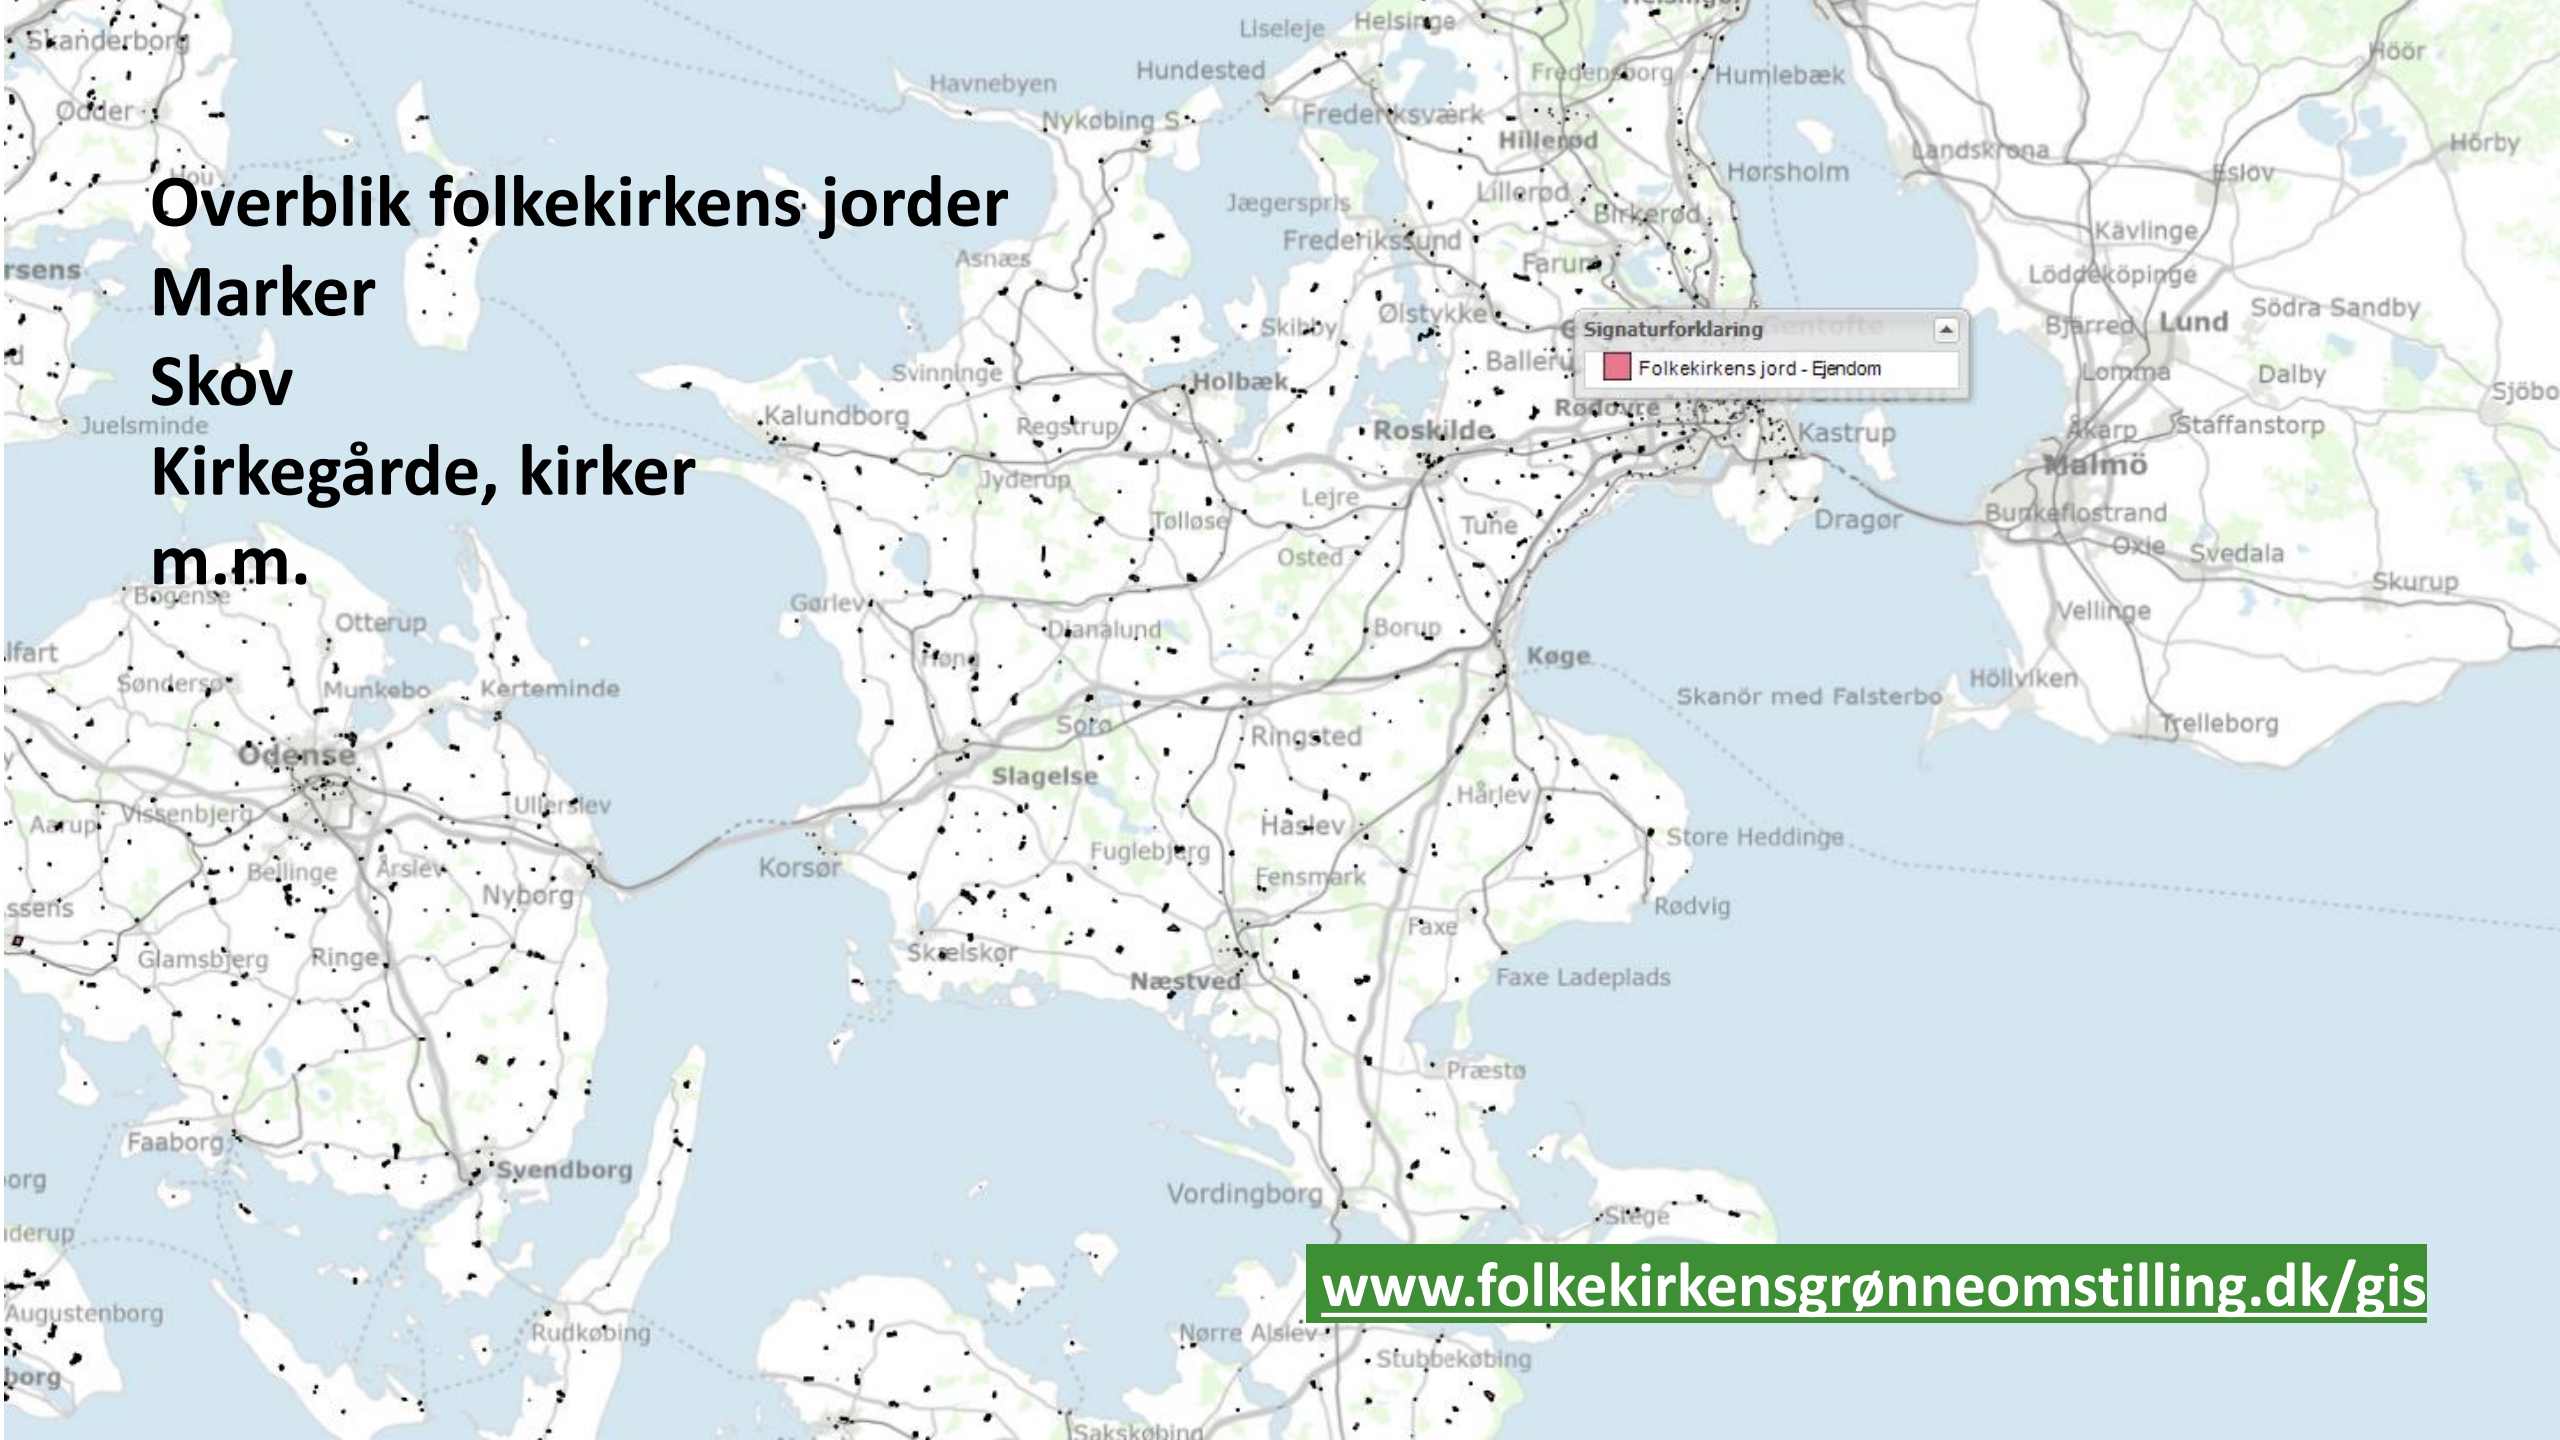 Overblik folkekirkens jorder
Marker
Skov
Kirkegårde, kirker
m.m.
Signaturforklaring
Folkekirkens jord - Ejendom
www.folkekirkensgrønneomstilling.dk/gis
Skanderborg
Odder
Hou
Juelsminde
Liseleje
Helsinge
Havnebyen
Hundested
Nykøbing S
Frederiksværk
Fredensborg
Humlebæk
Hillerød
Hørsholm
Jægerspris
Lillerød
Birkerød
Frederikssund
Farum
Asnæs
Skibby
Ølstykke
Gentofte
Svinninge
Holbæk
Kalundborg
Regstrup
Roskilde
Rødovre
Kastrup
Jyderup
Lejre
Tølløse
Tune
Dragør
Osted
Gørlev
Dianalund
Borup
Høng
Køge
Sorø
Ringsted
Slagelse
Hårlev
Haslev
Store Heddinge
Korsør
Fuglebjerg
Fensmark
Rødvig
Faxe
Skælskør
Næstved
Faxe Ladeplads
Præstø
Vordingborg
Stege
Nørre Alslev
Stubbekøbing
Sakskøbing
Bogense
Otterup
Søndersø
Munkebo
Kerteminde
Odense
Ullerslev
Aarup
Vissenbjerg
Bellinge
Årslev
Nyborg
Glamsbjerg
Ringe
Faaborg
Svendborg
Augustenborg
Rudkøbing
Höör
Hörby
Landskrona
Eslöv
Kävlinge
Löddeköpinge
Södra Sandby
Bjärred
Lund
Lomma
Dalby
Sjöbo
Åkarp
Staffanstorp
Malmö
Bunkeflostrand
Oxie
Svedala
Skurup
Vellinge
Höllviken
Skanör med Falsterbo
Trelleborg